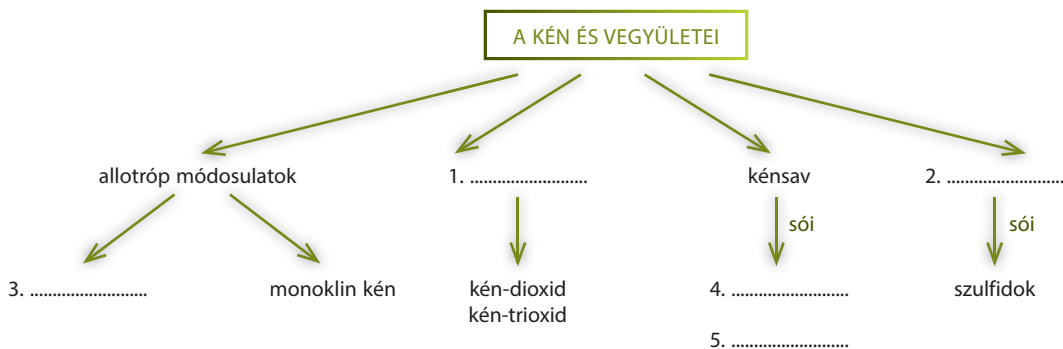 A KÉN ÉS VEGYÜLETEI
allotróp módosulatok
1. ..........................
kénsav
2. ..........................
sói
sói
3. ..........................
monoklin kén
kén-dioxid
kén-trioxid
4. ..........................
5. ..........................
szulfidok